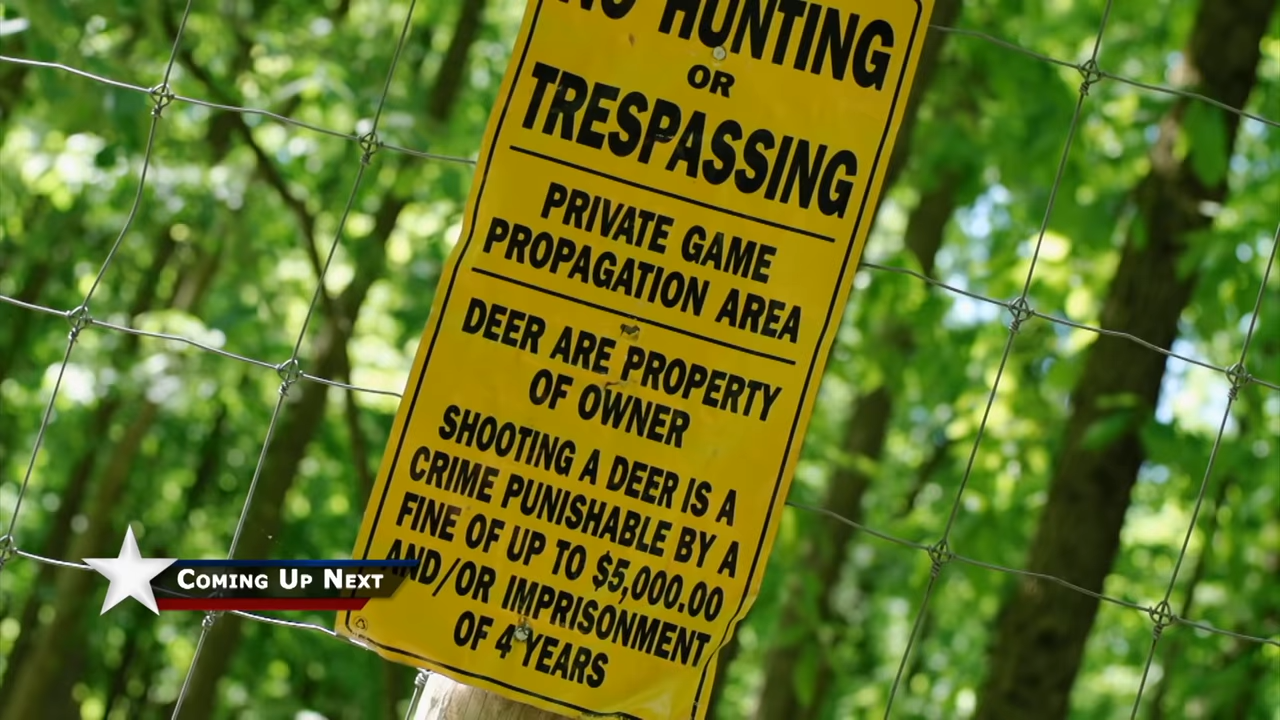 NO HUNTING
OR
TRESPASSING
PRIVATE GAME
PROPAGATION AREA
DEER ARE PROPERTY
OF OWNER
SHOOTING A DEER IS A
CRIME PUNISHABLE BY A
FINE OF UP TO $5,000.00
AND/OR IMPRISONMENT
OF 4 YEARS
COMING UP NEXT